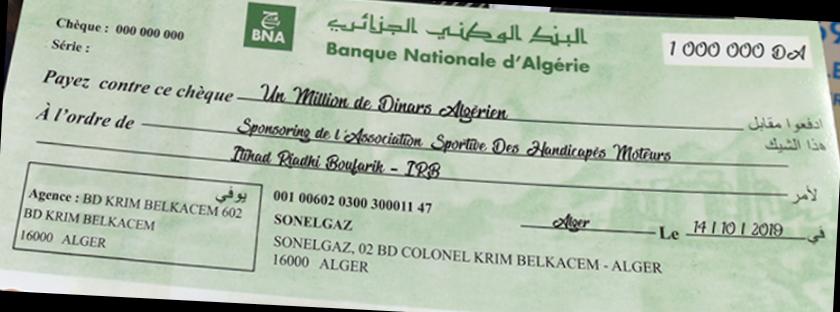 Chèque : 000 000 000
Série :
BNA
البنك الوطني الجزائري
Banque Nationale d'Algérie
1 000 000 DA
Payez contre ce chèque Un Million de Dinars Algérien ادفعوا مقابل هذا الشيك
À l'ordre de Sponsoring de l'Association Sportive Des Handicapés Moteurs
Itihad Riadhi Boufarik - IRB لأمر
يوفي
Agence : BD KRIM BELKACEM 602
BD KRIM BELKACEM
16000 ALGER
001 00602 0300 300011 47
SONELGAZ
SONELGAZ, 02 BD COLONEL KRIM BELKACEM - ALGER
16000 ALGER
Alger Le 14 / 10 / 2019 في